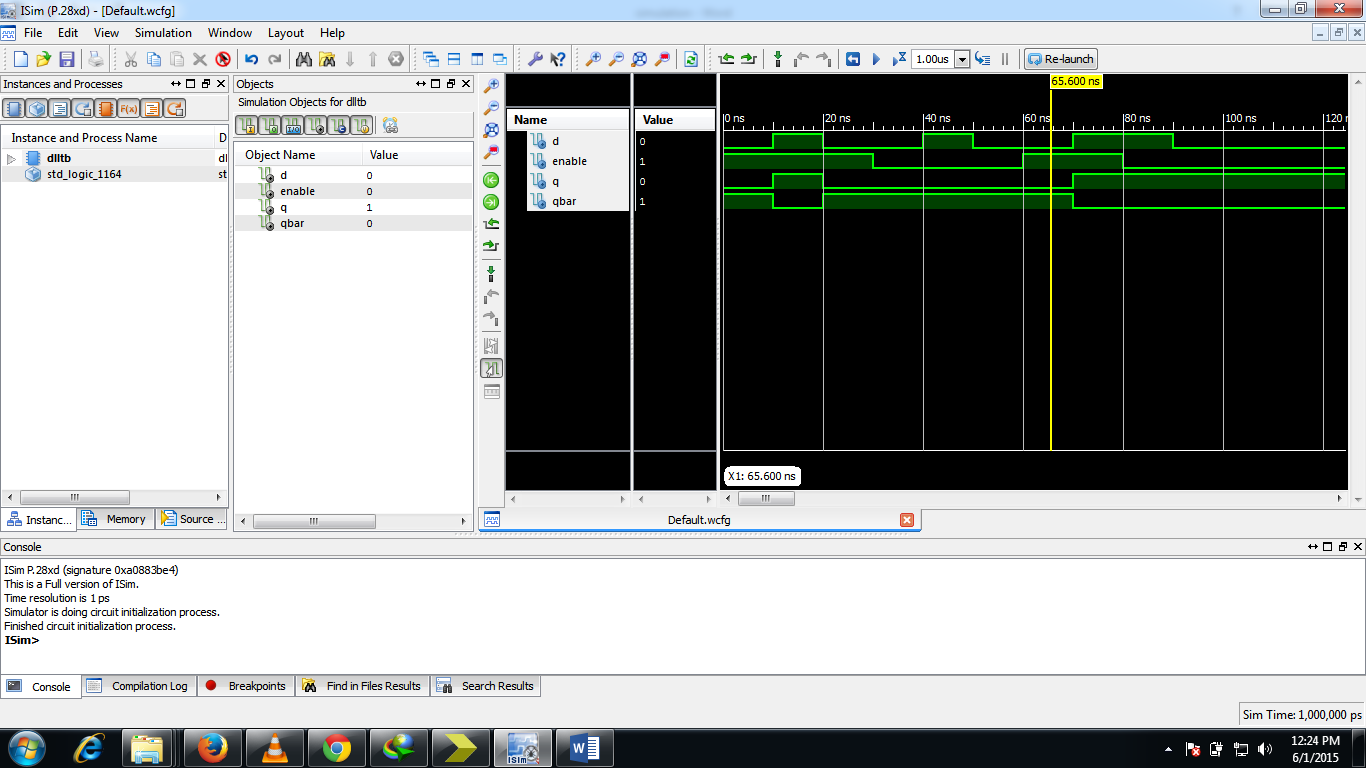 ISim (P.28xd) - [Default.wcfg]
File Edit View Simulation Window Layout Help
1.00us Re-launch
Instances and Processes
F(x)
Instance and Process Name D
dlltb dl
std_logic_1164 st
Instanc... Memory Source ...
Objects
Simulation Objects for dlltb
Object Name Value
d 0
enable 0
q 1
qbar 0
Name Value
d 0
enable 1
q 0
qbar 1
65.600 ns
0 ns 20 ns 40 ns 60 ns 80 ns 100 ns 120 n
X1: 65.600 ns
Default.wcfg
Console
ISim P.28xd (signature 0xa0883be4)
This is a Full version of ISim.
Time resolution is 1 ps
Simulator is doing circuit initialization process.
Finished circuit initialization process.
ISim>
Console Compilation Log Breakpoints Find in Files Results Search Results
Sim Time: 1,000,000 ps
ISim
12:24 PM
6/1/2015